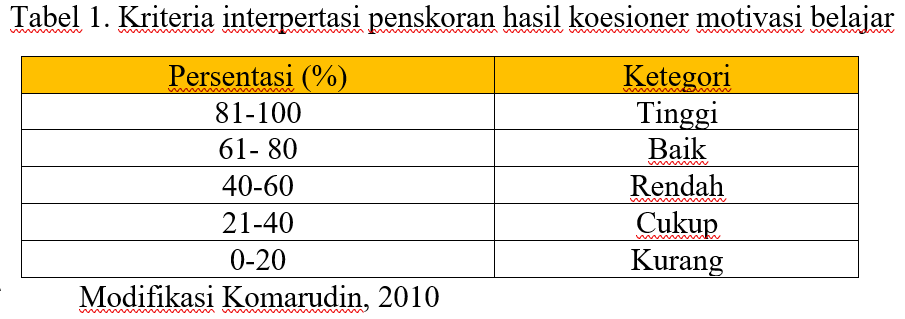 Tabel 1. Kriteria interpertasi penskoran hasil koesioner motivasi belajar
Persentasi (%) Ketegori
81-100 Tinggi
61- 80 Baik
40-60 Rendah
21-40 Cukup
0-20 Kurang
Modifikasi Komarudin, 2010